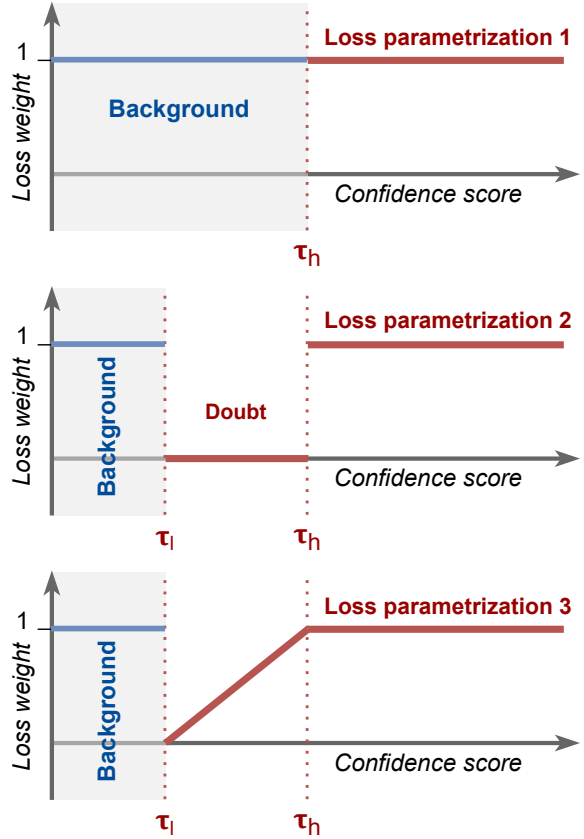 Loss parametrization 1
1
Background
Loss weight
Confidence score
τh
Loss parametrization 2
1
Background
Doubt
Loss weight
Confidence score
τl
τh
Loss parametrization 3
1
Background
Loss weight
Confidence score
τl
τh